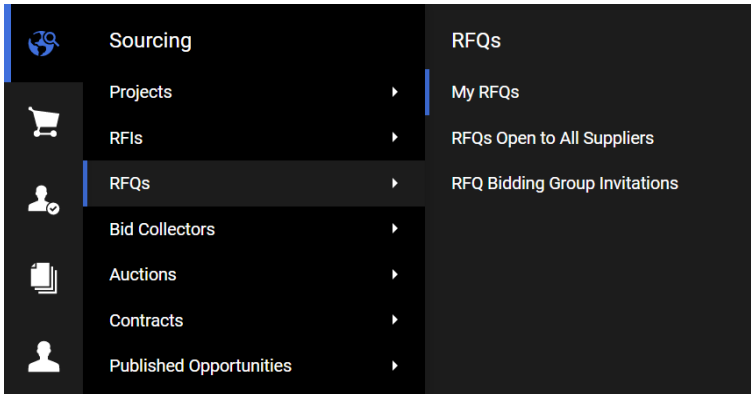 Sourcing
Projects
RFIs
RFQs
Bid Collectors
Auctions
Contracts
Published Opportunities
RFQs
My RFQs
RFQs Open to All Suppliers
RFQ Bidding Group Invitations